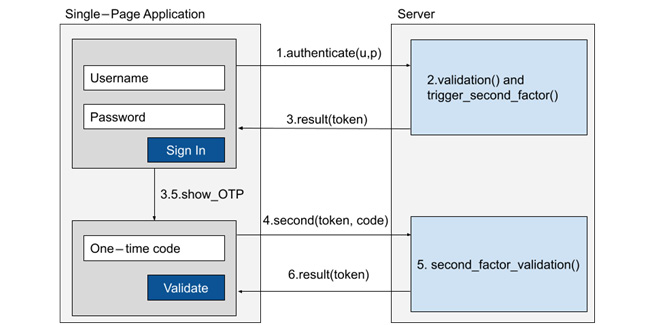 Single-Page Application
Server
1.authenticate(u,p)
Username
2.validation() and
trigger_second_factor()
Password
3.result(token)
Sign In
3.5.show_OTP
4.second(token, code)
One-time code
5. second_factor_validation()
6.result(token)
Validate